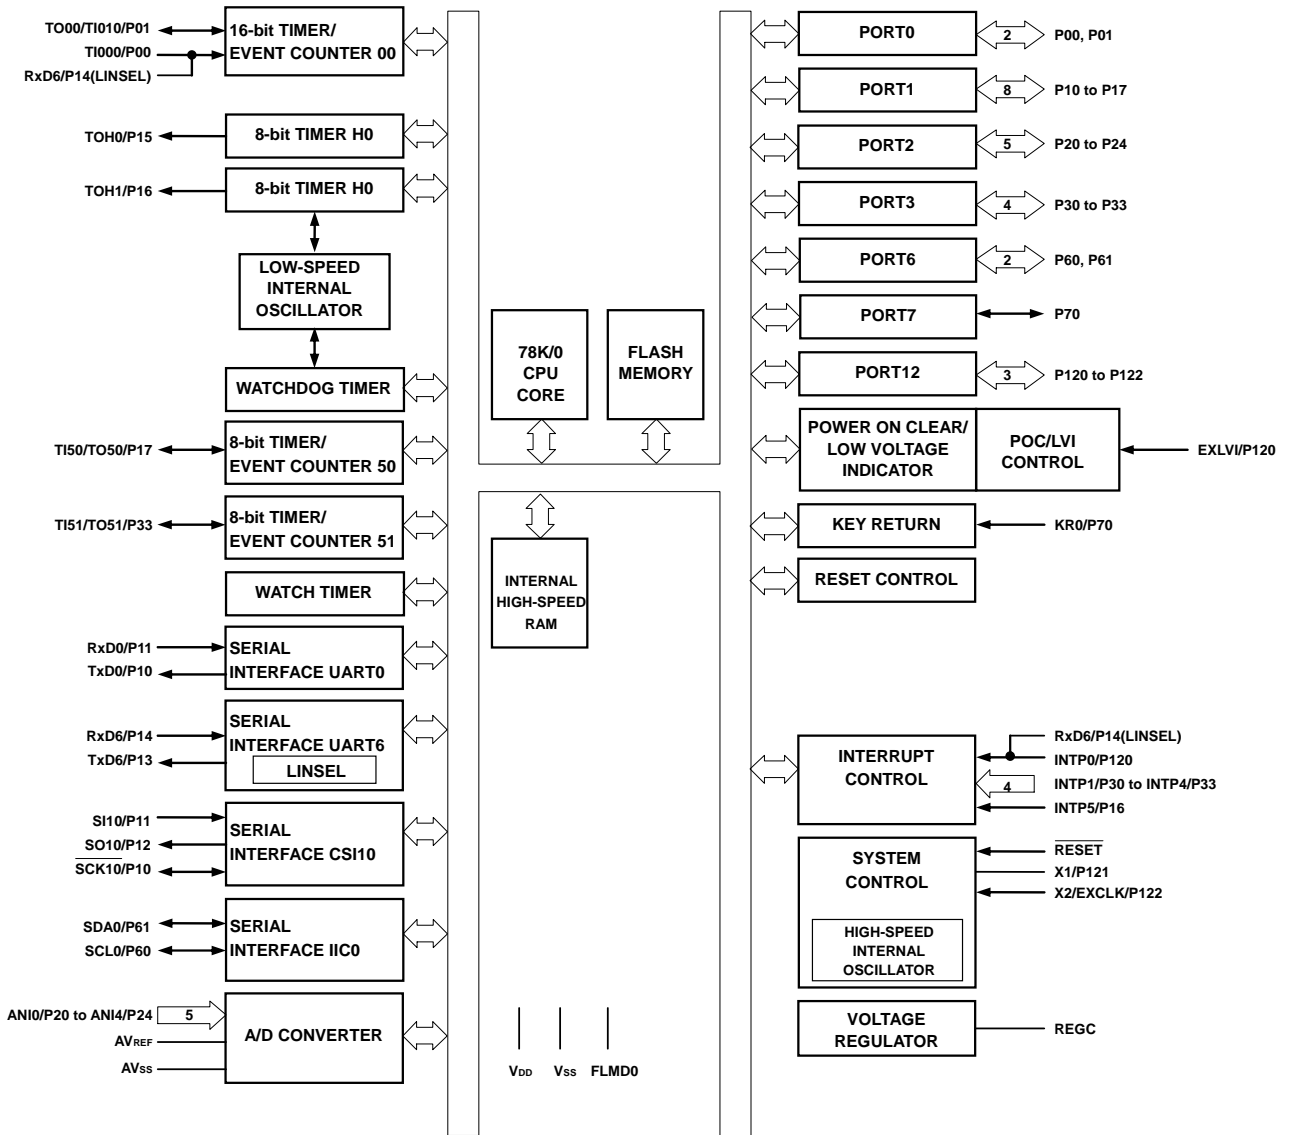 TO00/TI010/P01
TI000/P00
RxD6/P14(LINSEL)
16-bit TIMER/
EVENT COUNTER 00
TOH0/P15
8-bit TIMER H0
TOH1/P16
8-bit TIMER H0
LOW-SPEED
INTERNAL
OSCILLATOR
WATCHDOG TIMER
TI50/TO50/P17
8-bit TIMER/
EVENT COUNTER 50
TI51/TO51/P33
8-bit TIMER/
EVENT COUNTER 51
WATCH TIMER
RxD0/P11
TxD0/P10
SERIAL
INTERFACE UART0
RxD6/P14
TxD6/P13
SERIAL
INTERFACE UART6
LINSEL
SI10/P11
SO10/P12
SCK10/P10
SERIAL
INTERFACE CSI10
SDA0/P61
SCL0/P60
SERIAL
INTERFACE IIC0
ANI0/P20 to ANI4/P24
5
AVREF
AVSS
A/D CONVERTER
78K/0
CPU
CORE
FLASH
MEMORY
INTERNAL
HIGH-SPEED
RAM
VDD
VSS
FLMD0
PORT0
2
P00, P01
PORT1
8
P10 to P17
PORT2
5
P20 to P24
PORT3
4
P30 to P33
PORT6
2
P60, P61
PORT7
P70
PORT12
3
P120 to P122
POWER ON CLEAR/
LOW VOLTAGE
INDICATOR
POC/LVI
CONTROL
EXLVI/P120
KEY RETURN
KR0/P70
RESET CONTROL
INTERRUPT
CONTROL
RxD6/P14(LINSEL)
INTP0/P120
4
INTP1/P30 to INTP4/P33
INTP5/P16
SYSTEM
CONTROL
HIGH-SPEED
INTERNAL
OSCILLATOR
RESET
X1/P121
X2/EXCLK/P122
VOLTAGE
REGULATOR
REGC